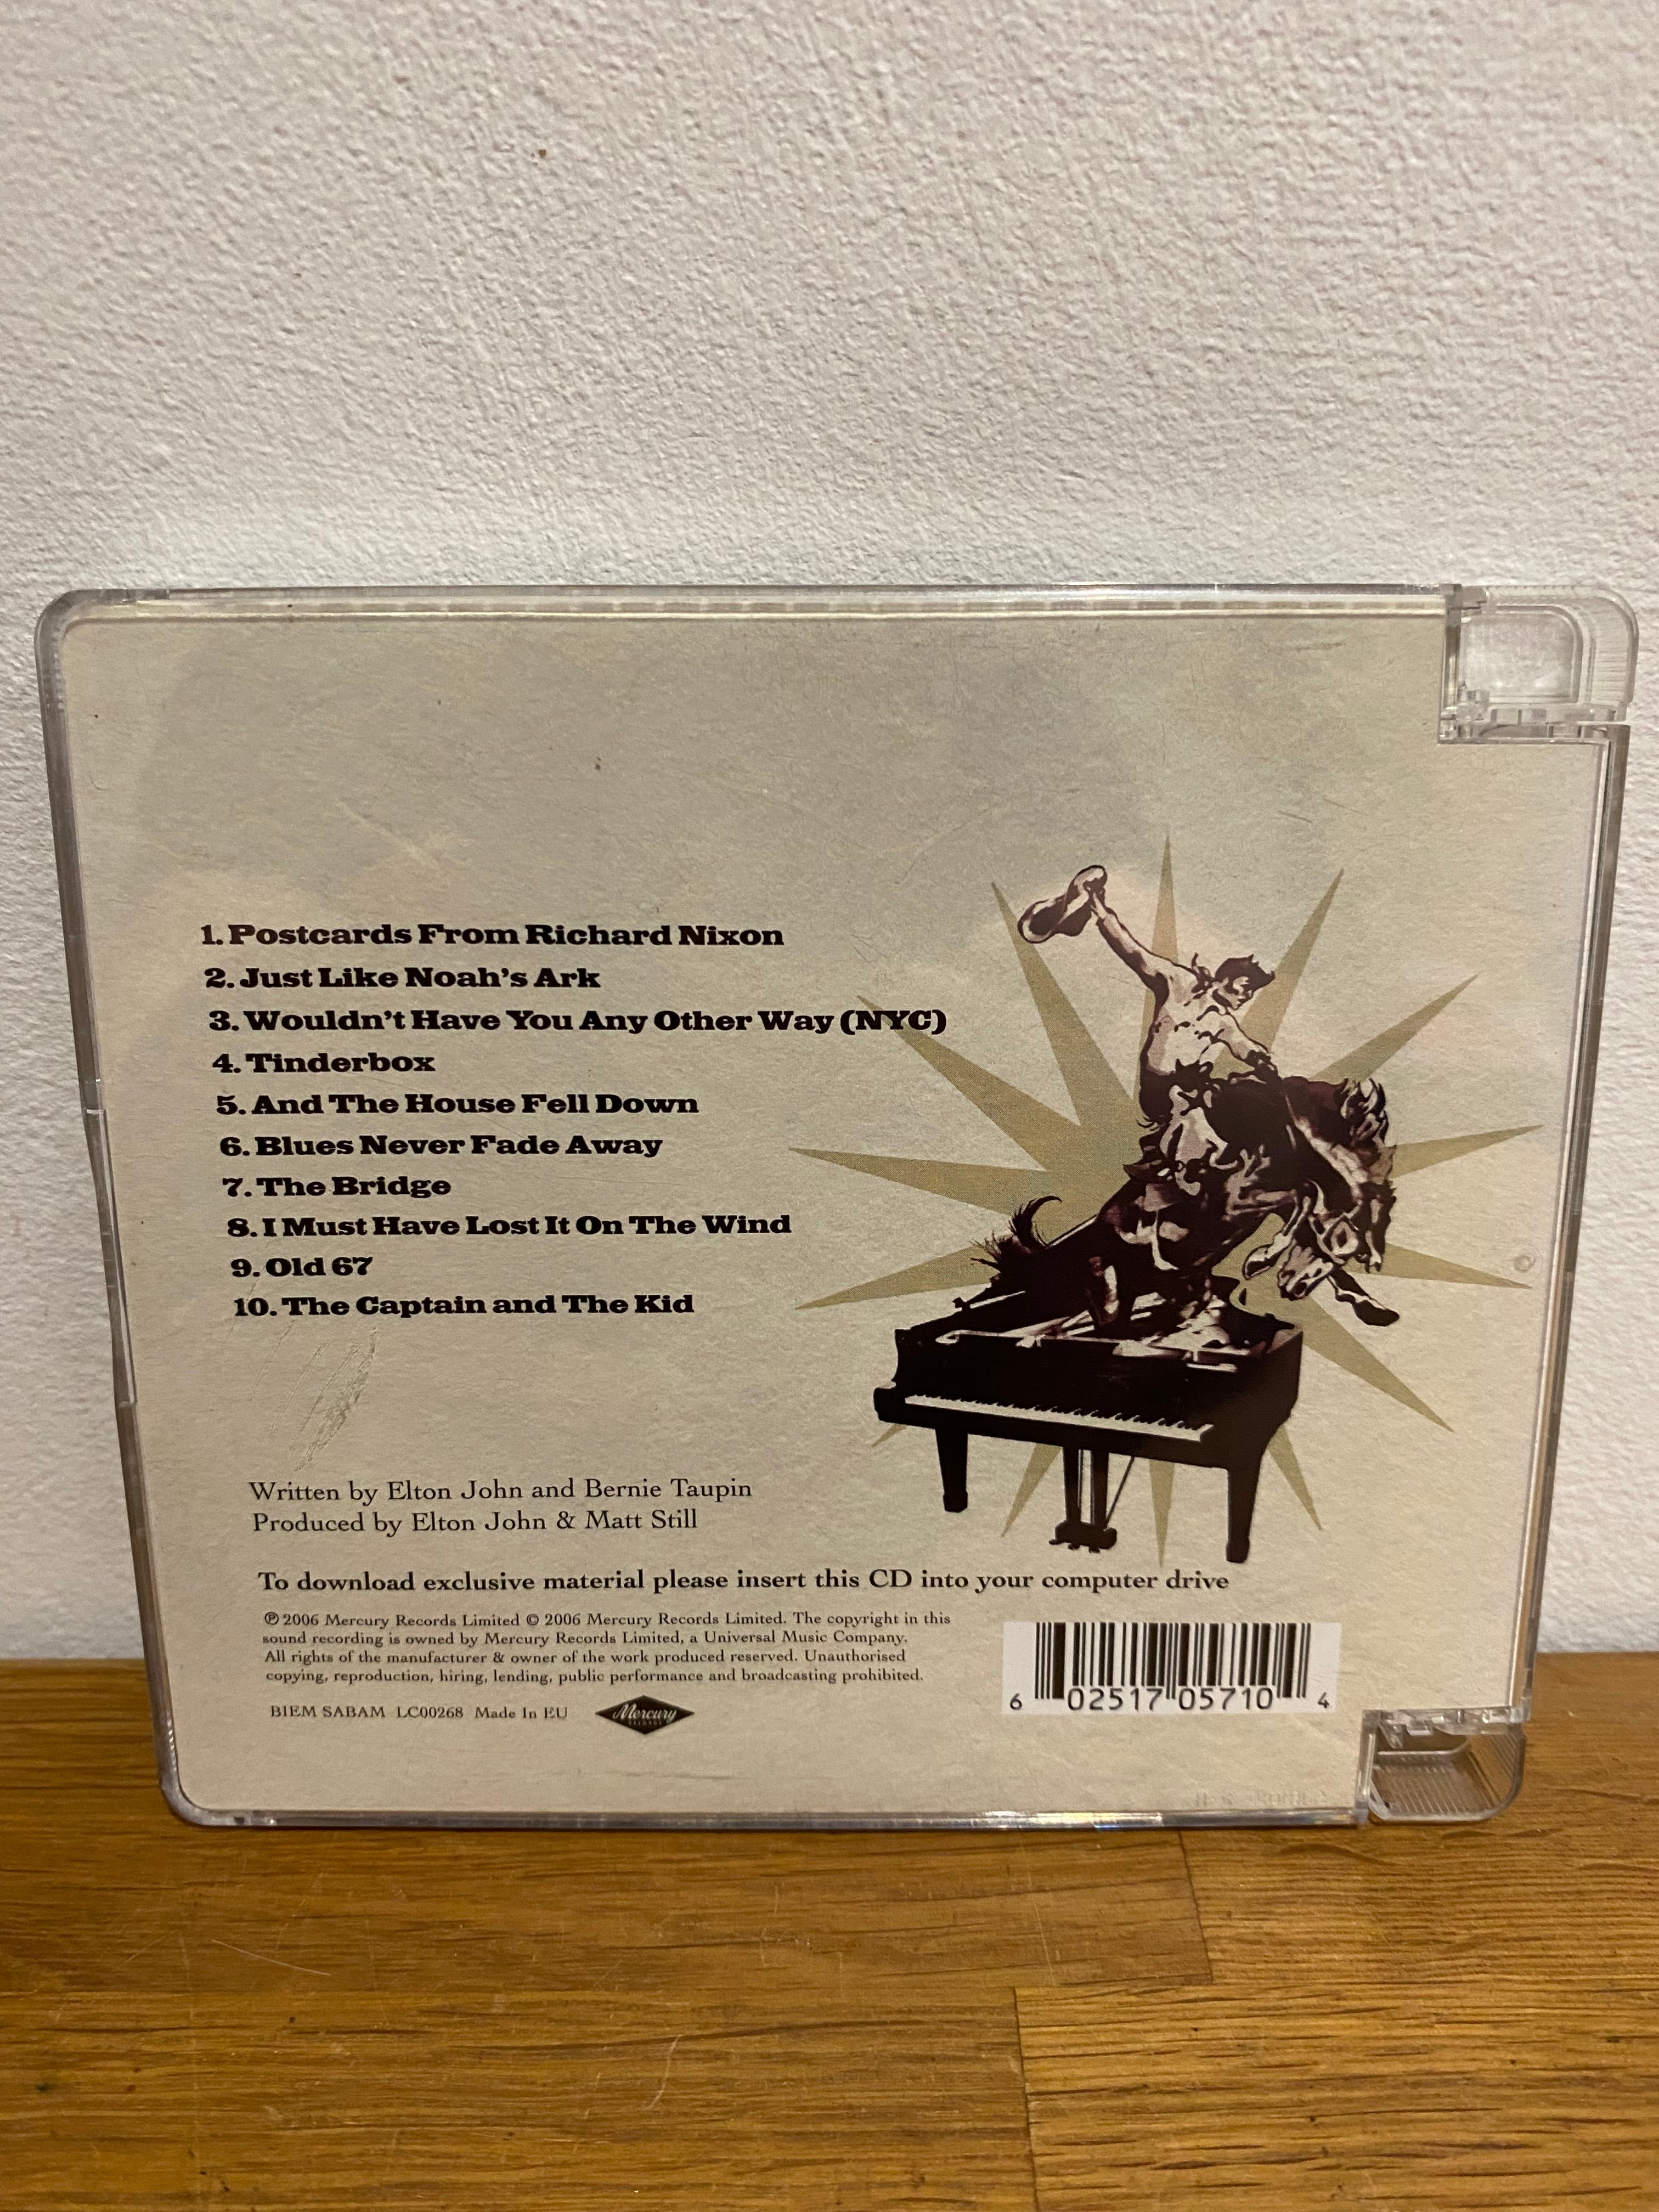 1. Postcards From Richard Nixon
2. Just Like Noah's Ark
3. Wouldn't Have You Any Other Way (NYC)
4. Tinderbox
5. And The House Fell Down
6. Blues Never Fade Away
7. The Bridge
8. I Must Have Lost It On The Wind
9. Old 67
10. The Captain and The Kid
Written by Elton John and Bernie Taupin
Produced by Elton John & Matt Still
To download exclusive material please insert this CD into your computer drive
℗ 2006 Mercury Records Limited © 2006 Mercury Records Limited. The copyright in this
sound recording is owned by Mercury Records Limited, a Universal Music Company.
All rights of the manufacturer & owner of the work produced reserved. Unauthorised
copying, reproduction, hiring, lending, public performance and broadcasting prohibited.
BIEM SABAM LC00268 Made In EU
Mercury
RECORDS
6 02517 05710 4